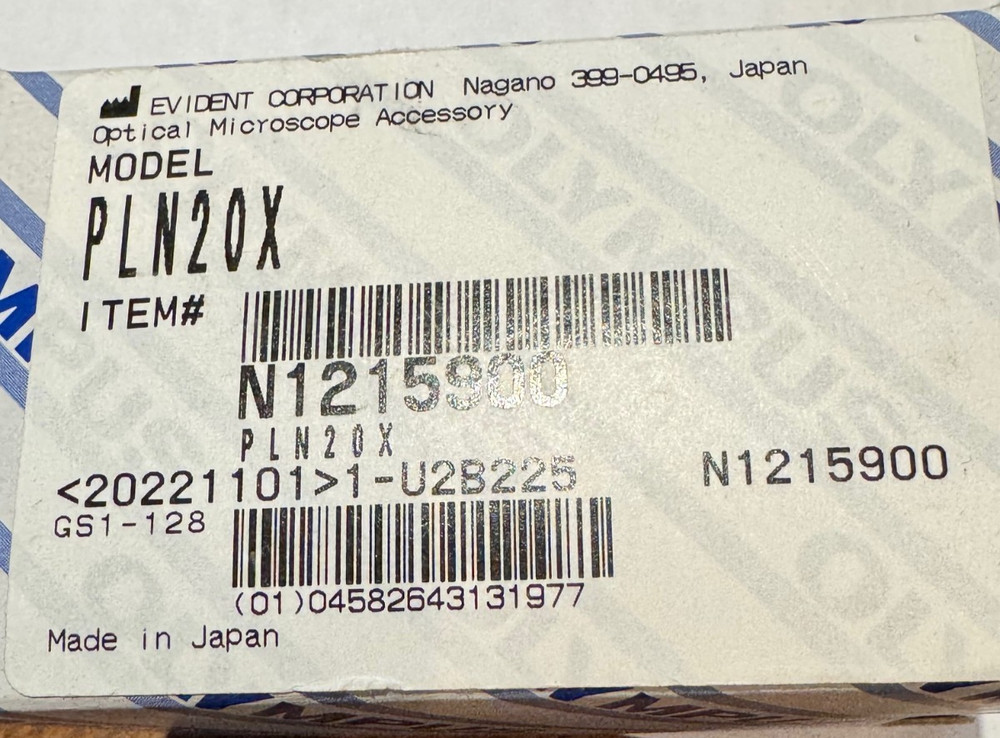 EVIDENT CORPORATION Nagano 399-0495, Japan
Optical Microscope Accessory
MODEL
PLN20X
ITEM#
N1215900
PLN20X
<20221101>1-U2B225 N1215900
GS1-128
(01)04582643131977
Made in Japan